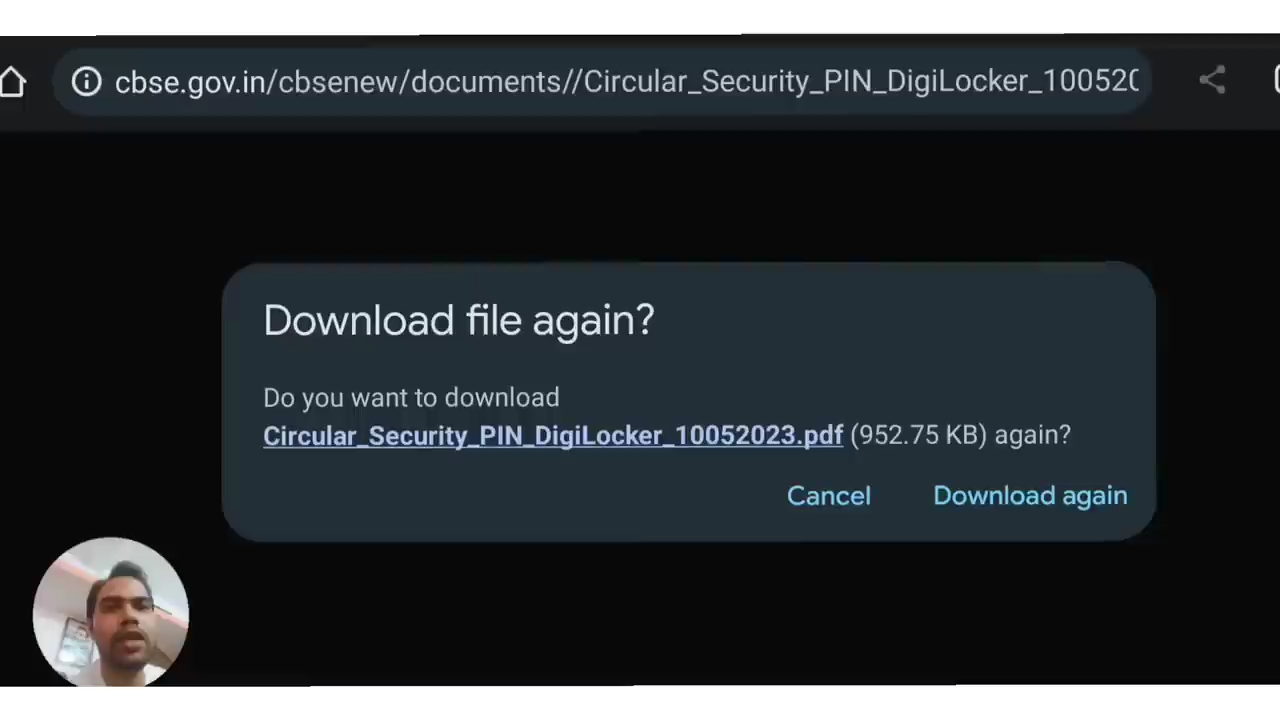 cbse.gov.in/cbsenew/documents//Circular_Security_PIN_DigiLocker_100520
Download file again?
Do you want to download
Circular_Security_PIN_DigiLocker_10052023.pdf (952.75 KB) again?
Cancel Download again